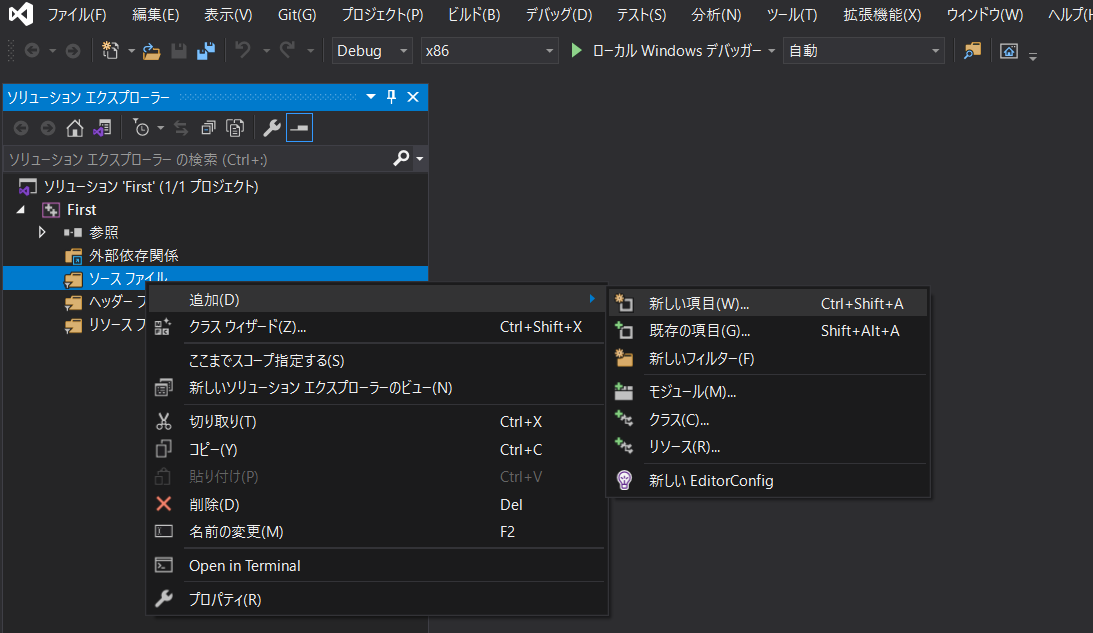 ファイル(F) 編集(E) 表示(V) Git(G) プロジェクト(P) ビルド(B) デバッグ(D) テスト(S) 分析(N) ツール(T) 拡張機能(X) ウィンドウ(W) ヘルプ(H
Debug x86 ローカル Windows デバッガー 自動
ソリューション エクスプローラー
ソリューション エクスプローラー の検索 (Ctrl+:)
ソリューション 'First' (1/1 プロジェクト)
First
参照
外部依存関係
ソース ファイル
ヘッダー フ
リソース フ
追加(D)
クラス ウィザード(Z)... Ctrl+Shift+X
ここまでスコープ指定する(S)
新しいソリューション エクスプローラーのビュー(N)
切り取り(T) Ctrl+X
コピー(Y) Ctrl+C
貼り付け(P) Ctrl+V
削除(D) Del
名前の変更(M) F2
Open in Terminal
プロパティ(R)
新しい項目(W)... Ctrl+Shift+A
既存の項目(G)... Shift+Alt+A
新しいフィルター(F)
モジュール(M)...
クラス(C)...
リソース(R)...
新しい EditorConfig